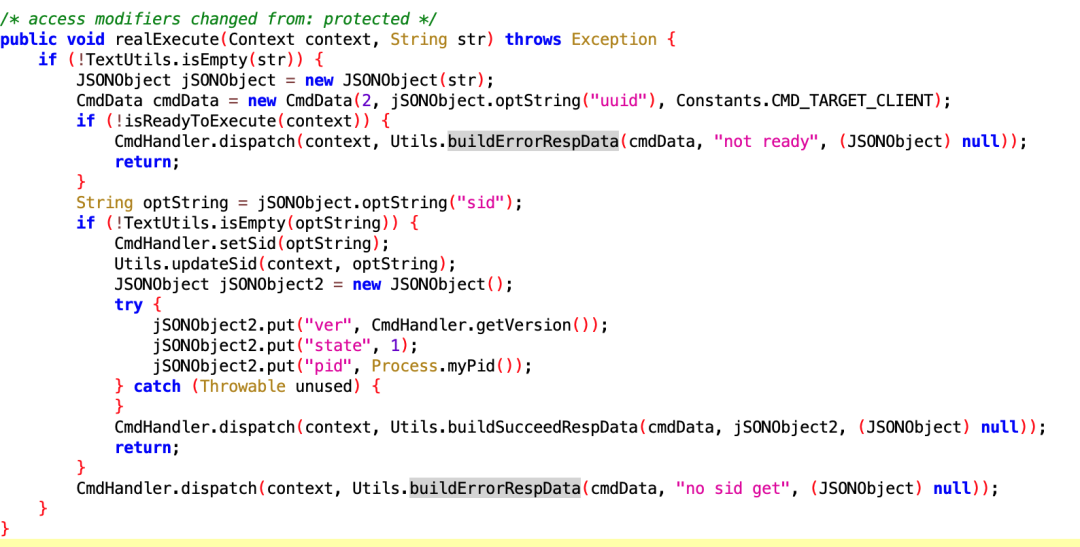 /* access modifiers changed from: protected */
public void realExecute(Context context, String str) throws Exception {
    if (!TextUtils.isEmpty(str)) {
        JSONObject jSONObject = new JSONObject(str);
        CmdData cmdData = new CmdData(2, jSONObject.optString("uuid"), Constants.CMD_TARGET_CLIENT);
        if (!isReadyToExecute(context)) {
            CmdHandler.dispatch(context, Utils.buildErrorRespData(cmdData, "not ready", (JSONObject) null));
            return;
        }
        String optString = jSONObject.optString("sid");
        if (!TextUtils.isEmpty(optString)) {
            CmdHandler.setSid(optString);
            Utils.updateSid(context, optString);
            JSONObject jSONObject2 = new JSONObject();
            try {
                jSONObject2.put("ver", CmdHandler.getVersion());
                jSONObject2.put("state", 1);
                jSONObject2.put("pid", Process.myPid());
            } catch (Throwable unused) {
            }
            CmdHandler.dispatch(context, Utils.buildSucceedRespData(cmdData, jSONObject2, (JSONObject) null));
            return;
        }
        CmdHandler.dispatch(context, Utils.buildErrorRespData(cmdData, "no sid get", (JSONObject) null));
    }
}